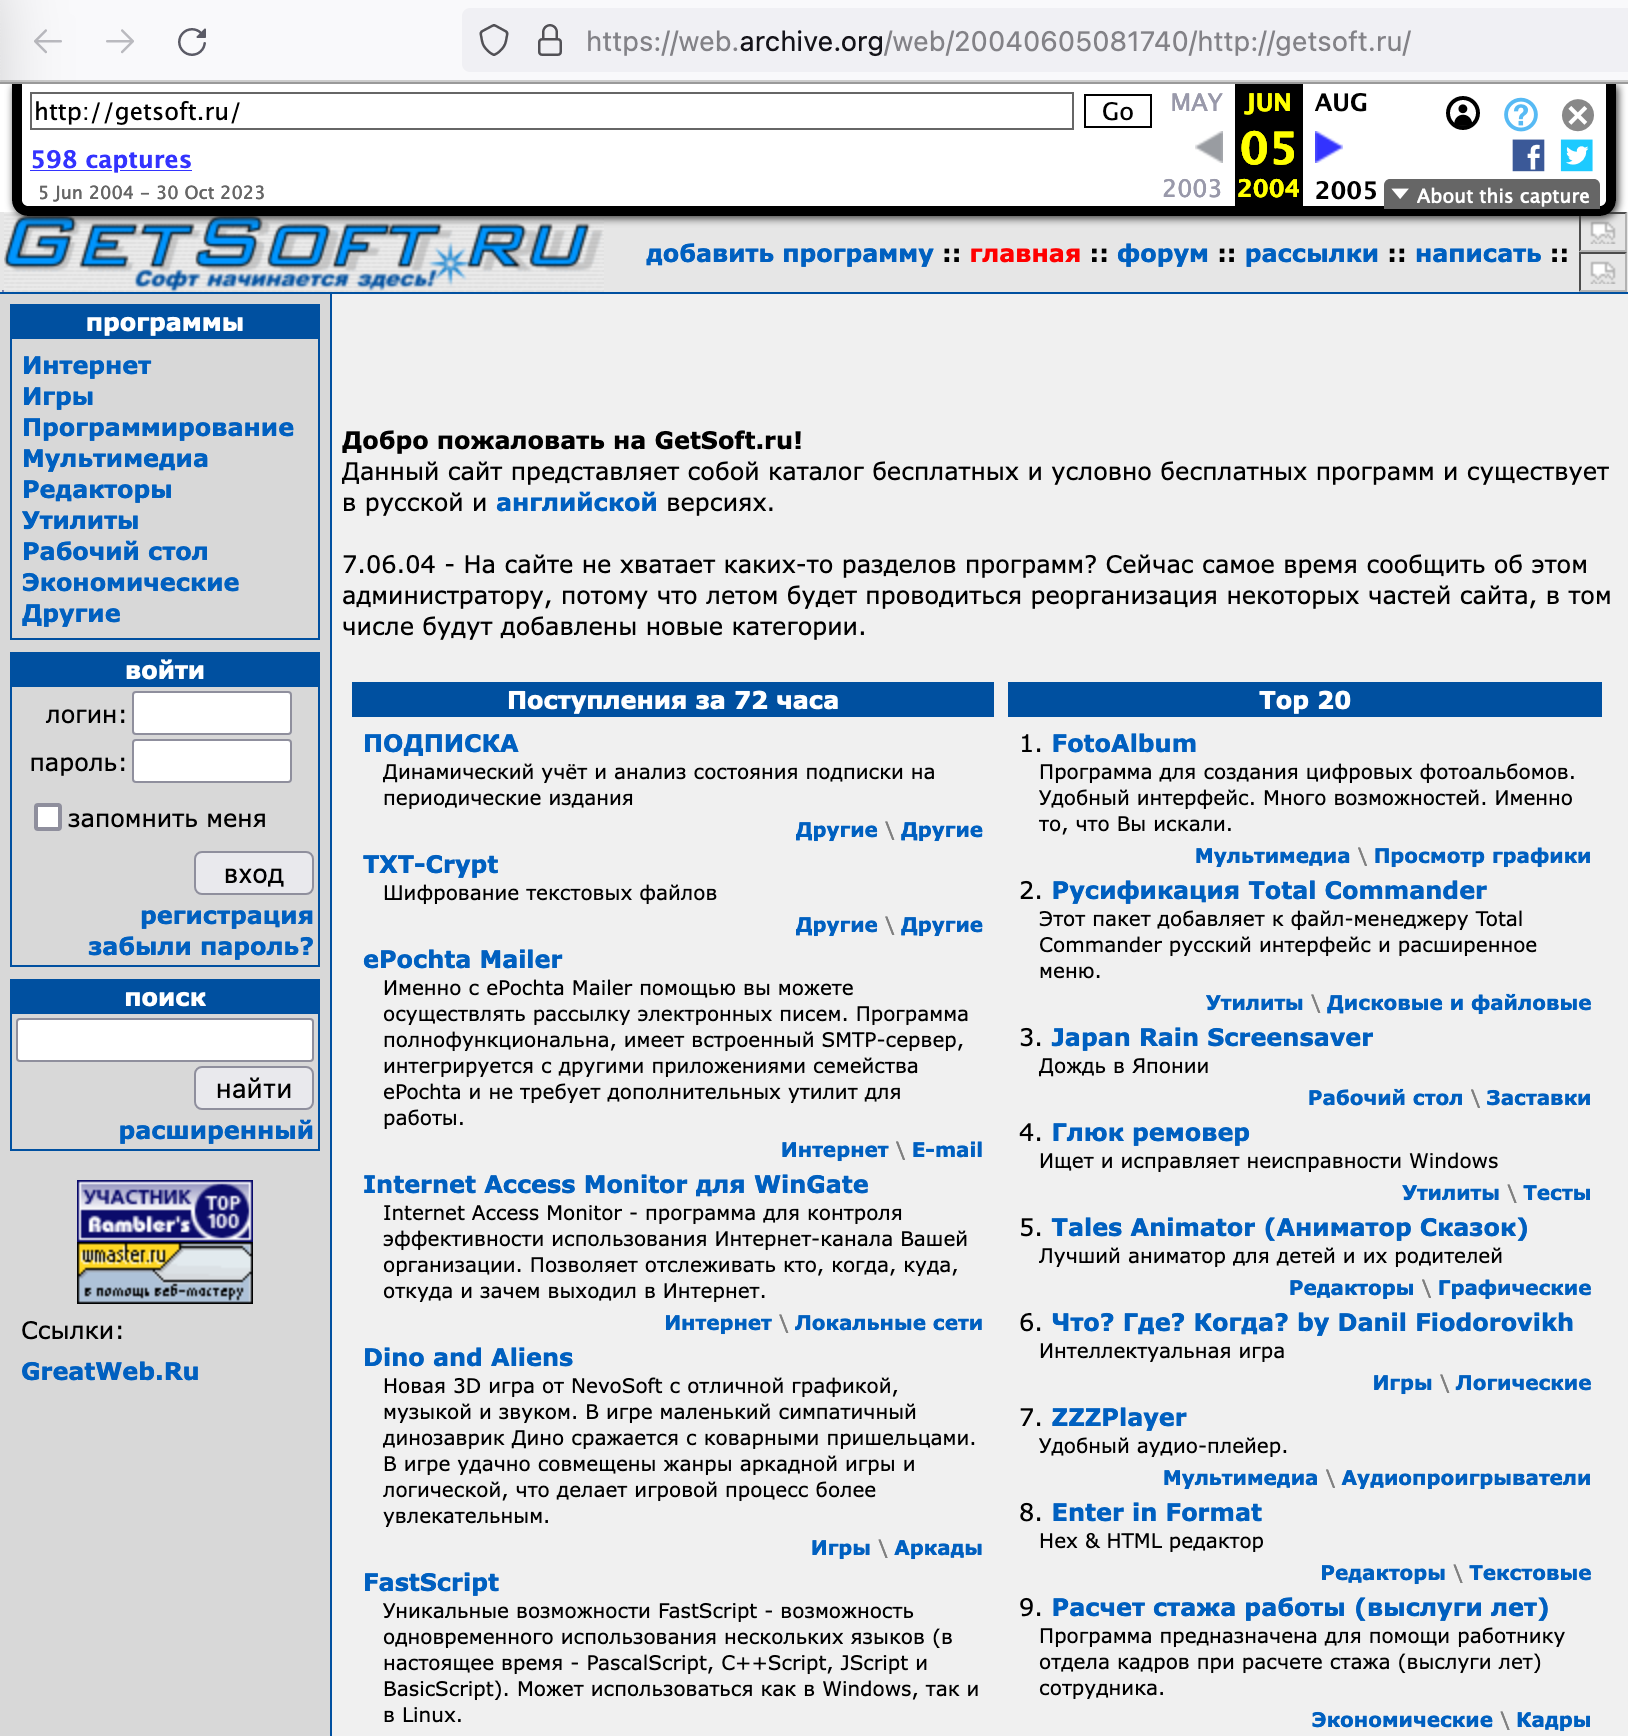 https://web.archive.org/web/20040605081740/http://getsoft.ru/
http://getsoft.ru/
Go
MAY JUN AUG
05
2003 2004 2005
598 captures
5 Jun 2004 – 30 Oct 2023
About this capture
GETSOFT.RU
Софт начинается здесь!
добавить программу :: главная :: форум :: рассылки :: написать ::
программы
Интернет
Игры
Программирование
Мультимедиа
Редакторы
Утилиты
Рабочий стол
Экономические
Другие
войти
логин:
пароль:
запомнить меня
вход
регистрация
забыли пароль?
поиск
найти
расширенный
УЧАСТНИК
Rambler's
TOP
100
wmaster.ru
в помощь веб-мастеру
Ссылки:
GreatWeb.Ru
Добро пожаловать на GetSoft.ru!
Данный сайт представляет собой каталог бесплатных и условно бесплатных программ и существует
в русской и английской версиях.
7.06.04 - На сайте не хватает каких-то разделов программ? Сейчас самое время сообщить об этом
администратору, потому что летом будет проводиться реорганизация некоторых частей сайта, в том
числе будут добавлены новые категории.
Поступления за 72 часа
ПОДПИСКА
Динамический учёт и анализ состояния подписки на
периодические издания
Другие \ Другие
TXT-Crypt
Шифрование текстовых файлов
Другие \ Другие
ePochta Mailer
Именно с ePochta Mailer помощью вы можете
осуществлять рассылку электронных писем. Программа
полнофункциональна, имеет встроенный SMTP-сервер,
интегрируется с другими приложениями семейства
ePochta и не требует дополнительных утилит для
работы.
Интернет \ E-mail
Internet Access Monitor для WinGate
Internet Access Monitor - программа для контроля
эффективности использования Интернет-канала Вашей
организации. Позволяет отслеживать кто, когда, куда,
откуда и зачем выходил в Интернет.
Интернет \ Локальные сети
Dino and Aliens
Новая 3D игра от NevoSoft с отличной графикой,
музыкой и звуком. В игре маленький симпатичный
динозаврик Дино сражается с коварными пришельцами.
В игре удачно совмещены жанры аркадной игры и
логической, что делает игровой процесс более
увлекательным.
Игры \ Аркады
FastScript
Уникальные возможности FastScript - возможность
одновременного использования нескольких языков (в
настоящее время - PascalScript, C++Script, JScript и
BasicScript). Может использоваться как в Windows, так и
в Linux.
Top 20
1. FotoAlbum
Программа для создания цифровых фотоальбомов.
Удобный интерфейс. Много возможностей. Именно
то, что Вы искали.
Мультимедиа \ Просмотр графики
2. Русификация Total Commander
Этот пакет добавляет к файл-менеджеру Total
Commander русский интерфейс и расширенное
меню.
Утилиты \ Дисковые и файловые
3. Japan Rain Screensaver
Дождь в Японии
Рабочий стол \ Заставки
4. Глюк ремовер
Ищет и исправляет неисправности Windows
Утилиты \ Тесты
5. Tales Animator (Аниматор Сказок)
Лучший аниматор для детей и их родителей
Редакторы \ Графические
6. Что? Где? Когда? by Danil Fiodorovikh
Интеллектуальная игра
Игры \ Логические
7. ZZZPlayer
Удобный аудио-плейер.
Мультимедиа \ Аудиопроигрыватели
8. Enter in Format
Hex & HTML редактор
Редакторы \ Текстовые
9. Расчет стажа работы (выслуги лет)
Программа предназначена для помощи работнику
отдела кадров при расчете стажа (выслуги лет)
сотрудника.
Экономические \ Кадры